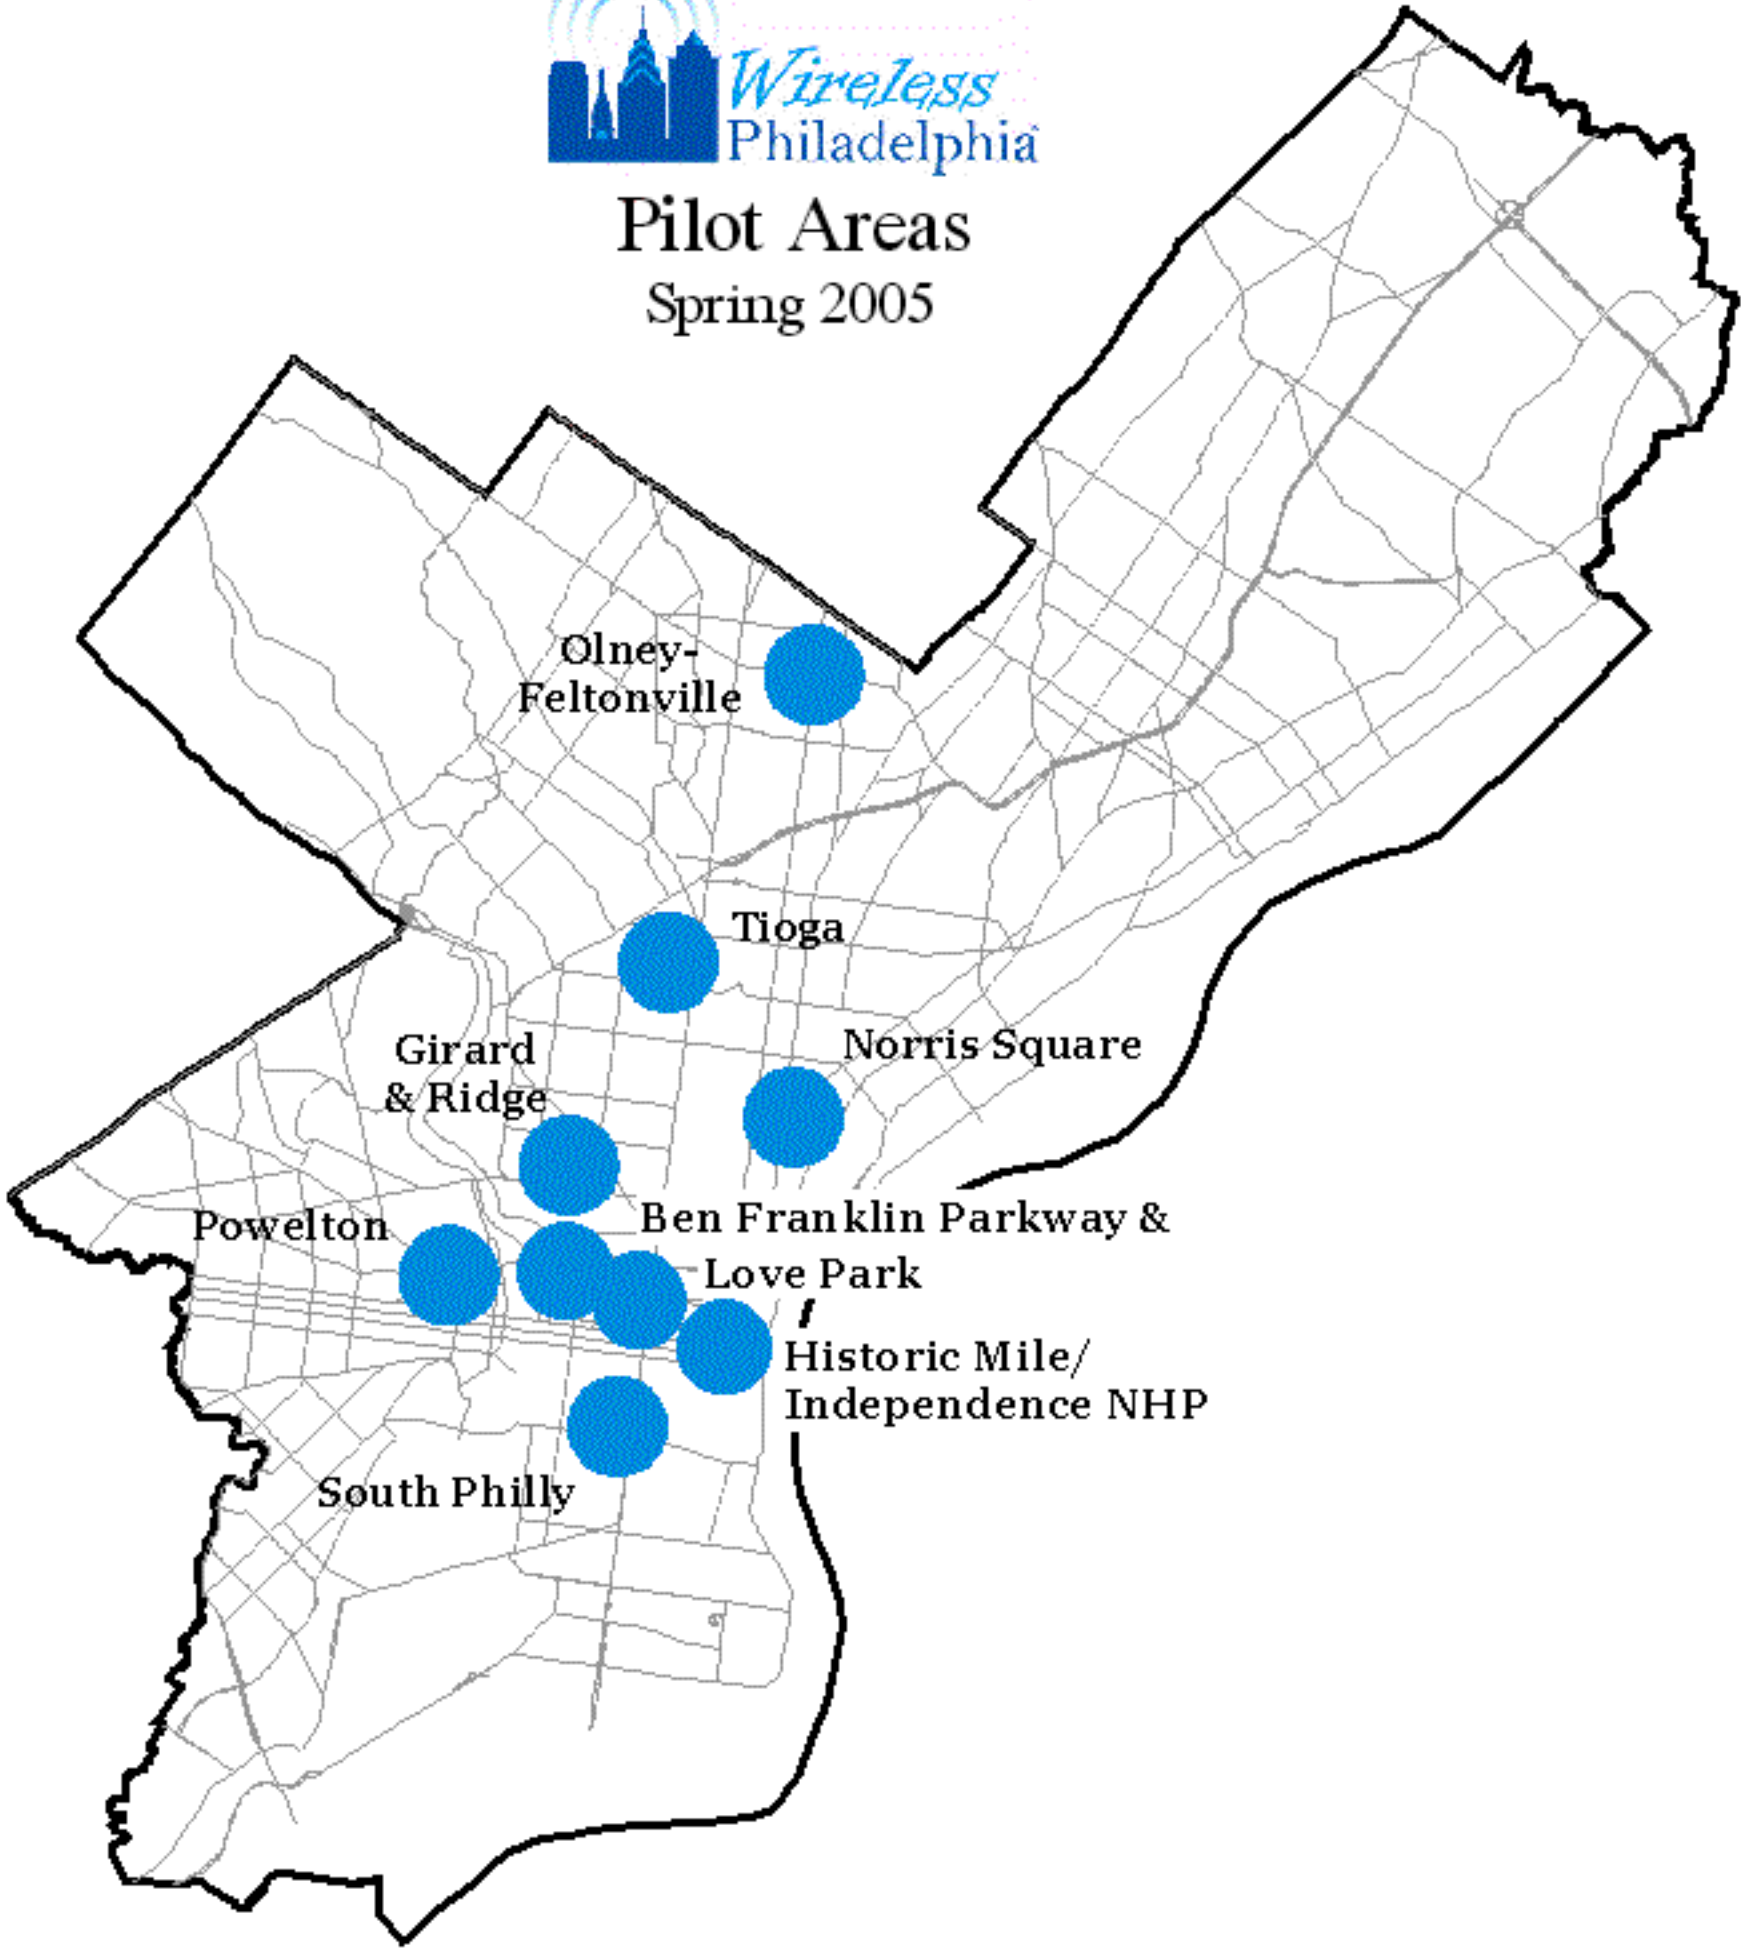 Wireless
Philadelphia
Pilot Areas
Spring 2005
Olney-
Feltonville
Tioga
Girard
& Ridge
Norris Square
Powelton
Ben Franklin Parkway &
Love Park
Historic Mile/
Independence NHP
South Philly